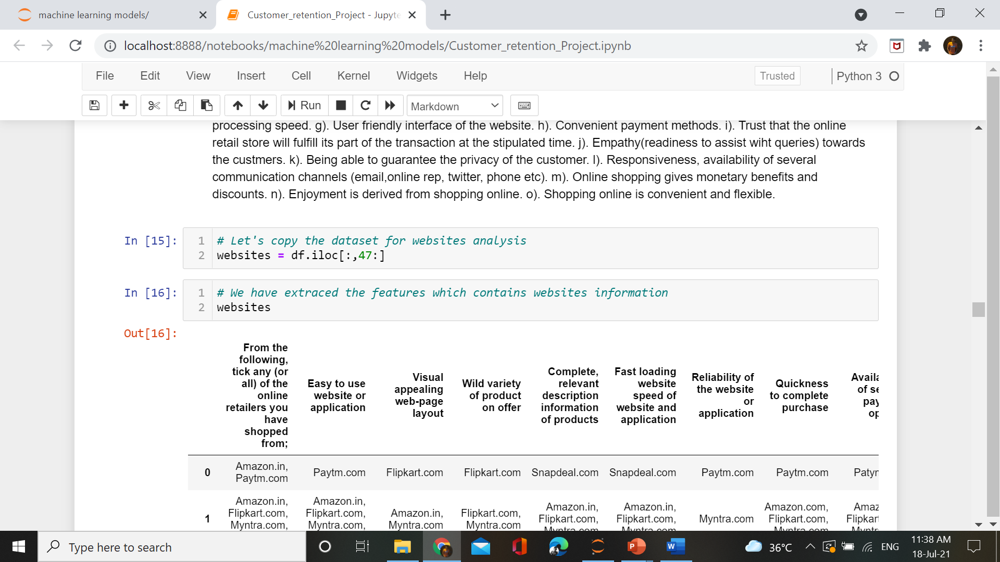 machine learning models/
Customer_retention_Project - Jupyte
localhost:8888/notebooks/machine%20learning%20models/Customer_retention_Project.ipynb
File Edit View Insert Cell Kernel Widgets Help Trusted Python 3
Run Markdown
processing speed. g). User friendly interface of the website. h). Convenient payment methods. i). Trust that the online
retail store will fulfill its part of the transaction at the stipulated time. j). Empathy(readiness to assist wiht queries) towards
the custmers. k). Being able to guarantee the privacy of the customer. l). Responsiveness, availability of several
communication channels (email,online rep, twitter, phone etc). m). Online shopping gives monetary benefits and
discounts. n). Enjoyment is derived from shopping online. o). Shopping online is convenient and flexible.
In [15]:
1 # Let's copy the dataset for websites analysis
2 websites = df.iloc[:,47:]
In [16]:
1 # We have extraced the features which contains websites information
2 websites
Out[16]:
From the
following,
tick any (or
all) of the
online
retailers you
have
shopped
from;
Easy to use
website or
application
Visual
appealing
web-page
layout
Wild variety
of product
on offer
Complete,
relevant
description
information
of products
Fast loading
website
speed of
website and
application
Reliability of
the website
or
application
Quickness
to complete
purchase
Availa
of se
pay
op
0
Amazon.in,
Paytm.com
Paytm.com
Flipkart.com
Flipkart.com
Snapdeal.com
Snapdeal.com
Paytm.com
Paytm.com
Patyr
1
Amazon.in,
Flipkart.com,
Myntra.com,
Amazon.in,
Flipkart.com,
Myntra.com,
Amazon.in,
Myntra.com
Flipkart.com,
Myntra.com
Amazon.in,
Flipkart.com,
Myntra.com
Amazon.in,
Flipkart.com,
Myntra.com
Myntra.com
Amazon.com,
Flipkart.com,
Myntra.com
Amaz
Flipkart
Myntr
Type here to search
36°C
ENG
11:38 AM
18-Jul-21